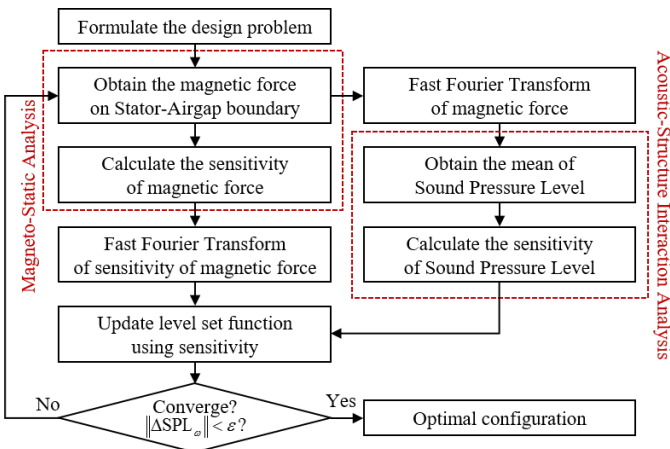 Formulate the design problem
Magneto-Static Analysis
Obtain the magnetic force
on Stator-Airgap boundary
Calculate the sensitivity
of magnetic force
Fast Fourier Transform
of sensitivity of magnetic force
Update level set function
using sensitivity
Fast Fourier Transform
of magnetic force
Acoustic-Structure Interaction Analysis
Obtain the mean of
Sound Pressure Level
Calculate the sensitivity
of Sound Pressure Level
No
Converge?
‖ΔSPL_ω‖ < ε?
Yes
Optimal configuration